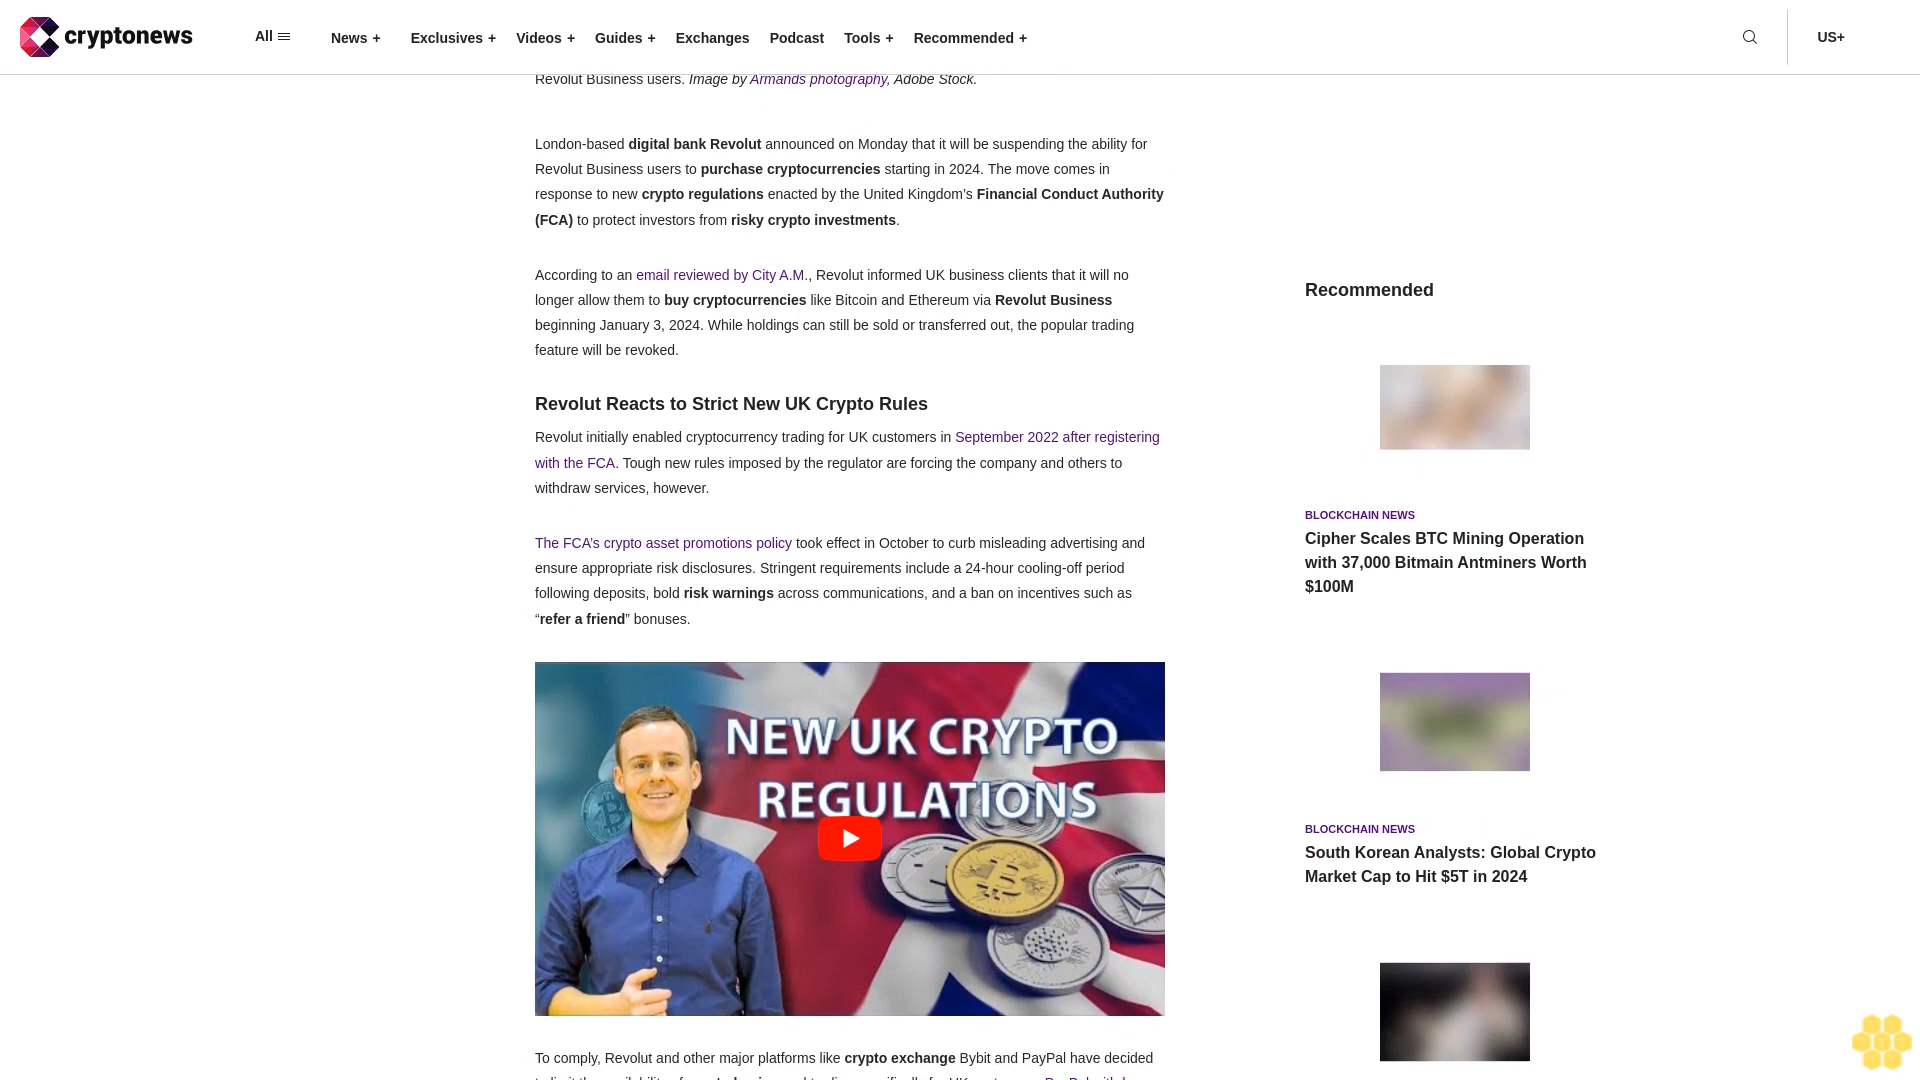 cryptonews
All
News +
Exclusives +
Videos +
Guides +
Exchanges
Podcast
Tools +
Recommended +
US+
Revolut Business users. Image by Armands photography, Adobe Stock.
London-based digital bank Revolut announced on Monday that it will be suspending the ability for
Revolut Business users to purchase cryptocurrencies starting in 2024. The move comes in
response to new crypto regulations enacted by the United Kingdom’s Financial Conduct Authority
(FCA) to protect investors from risky crypto investments.
According to an email reviewed by City A.M., Revolut informed UK business clients that it will no
longer allow them to buy cryptocurrencies like Bitcoin and Ethereum via Revolut Business
beginning January 3, 2024. While holdings can still be sold or transferred out, the popular trading
feature will be revoked.
Revolut Reacts to Strict New UK Crypto Rules
Revolut initially enabled cryptocurrency trading for UK customers in September 2022 after registering
with the FCA. Tough new rules imposed by the regulator are forcing the company and others to
withdraw services, however.
The FCA’s crypto asset promotions policy took effect in October to curb misleading advertising and
ensure appropriate risk disclosures. Stringent requirements include a 24-hour cooling-off period
following deposits, bold risk warnings across communications, and a ban on incentives such as
“refer a friend” bonuses.
NEW UK CRYPTO
REGULATIONS
To comply, Revolut and other major platforms like crypto exchange Bybit and PayPal have decided
Recommended
BLOCKCHAIN NEWS
Cipher Scales BTC Mining Operation
with 37,000 Bitmain Antminers Worth
$100M
BLOCKCHAIN NEWS
South Korean Analysts: Global Crypto
Market Cap to Hit $5T in 2024